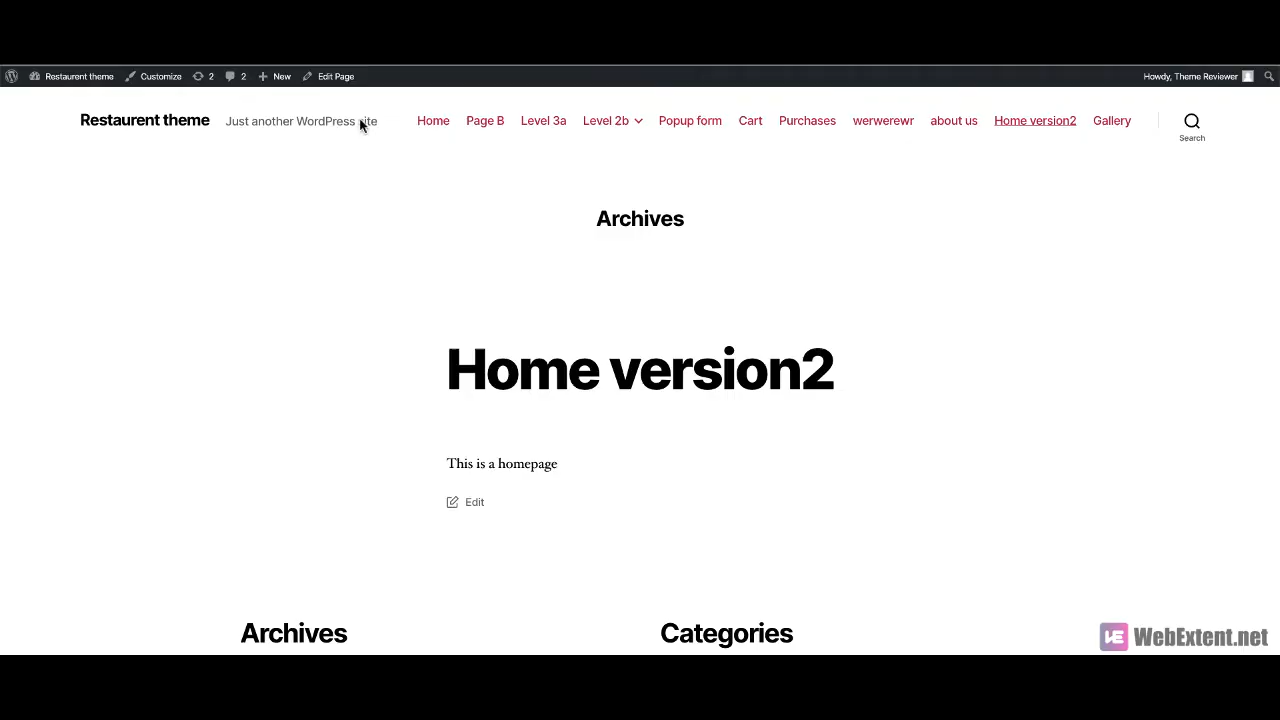 Restaurent theme Customize 2 2 New Edit Page Howdy, Theme Reviewer
Restaurent theme Just another WordPress site Home Page B Level 3a Level 2b Popup form Cart Purchases werwerewr about us Home version2 Gallery
Search
Archives
Home version2
This is a homepage
Edit
Archives Categories
WebExtent.net